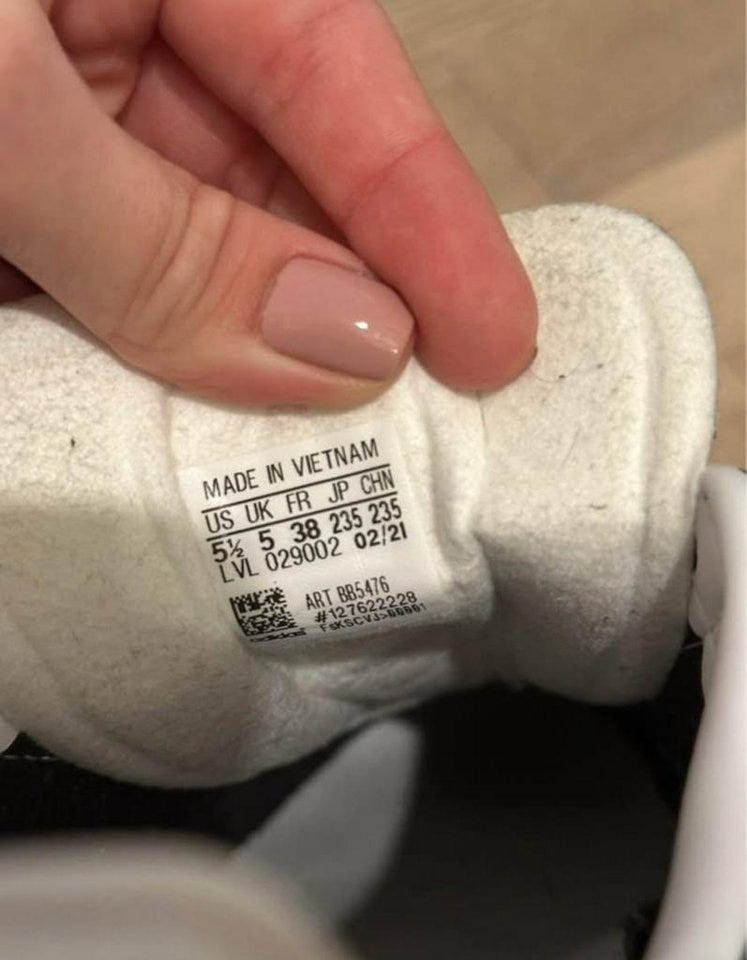 MADE IN VIETNAM
US UK FR JP CHN
5½ 5 38 235 235
LVL 029002 02/21
ART BB5476
#127622228
adidas